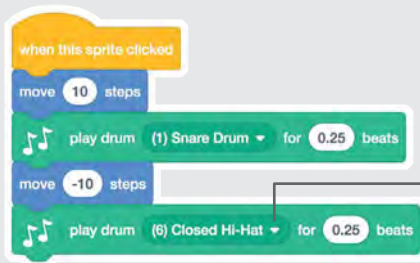 when this sprite clicked
move 10 steps
play drum (1) Snare Drum for 0.25 beats
move -10 steps
play drum (6) Closed Hi-Hat for 0.25 beats